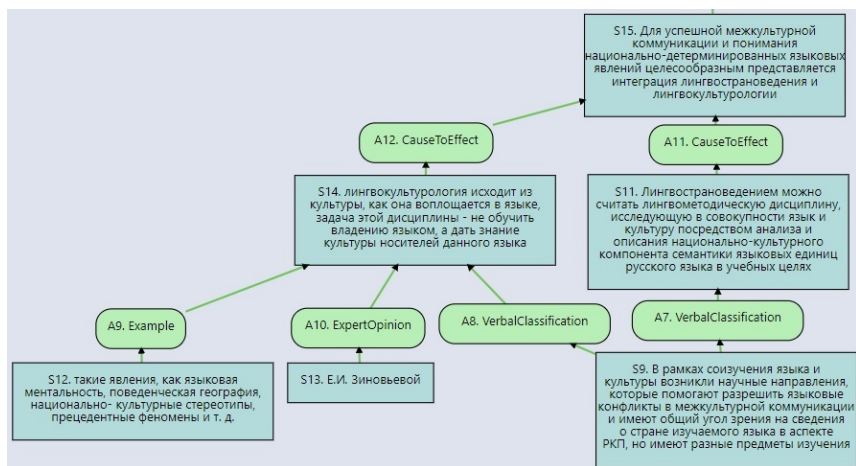 S15. Для успешной межкультурной
коммуникации и понимания
национально-детерминированных языковых
явлений целесообразным представляется
интеграция лингвострановедения и
лингвокультурологии
A12. CauseToEffect
A11. CauseToEffect
S14. лингвокультурология исходит из
культуры, как она воплощается в языке,
задача этой дисциплины - не обучить
владению языком, а дать знание
культуры носителей данного языка
S11. Лингвострановедением можно
считать лингвометодическую дисциплину,
исследующую в совокупности язык и
культуру посредством анализа и
описания национально-культурного
компонента семантики языковых единиц
русского языка в учебных целях
A9. Example
A10. ExpertOpinion
A8. VerbalClassification
A7. VerbalClassification
S12. такие явления, как языковая
ментальность, поведенческая география,
национально- культурные стереотипы,
прецедентные феномены и т. д.
S13. Е.И. Зиновьевой
S9. В рамках соизучения языка и
культуры возникли научные направления,
которые помогают разрешить языковые
конфликты в межкультурной коммуникации
и имеют общий угол зрения на сведения
о стране изучаемого языка в аспекте
РКП, но имеют разные предметы изучения